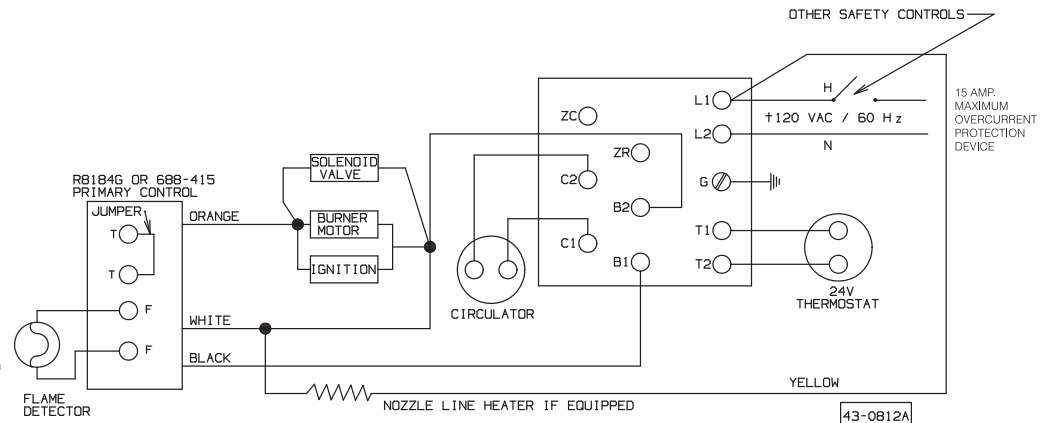 OTHER SAFETY CONTROLS
H
L1
†120 VAC / 60 Hz
15 AMP.
MAXIMUM
OVERCURRENT
PROTECTION
DEVICE
ZC
L2
N
ZR
SOLENOID
VALVE
C2
G
R8184G OR 688-415
PRIMARY CONTROL
JUMPER
ORANGE
BURNER
MOTOR
B2
T
T1
C1
T
IGNITION
B1
T2
24V
THERMOSTAT
F
CIRCULATOR
WHITE
F
BLACK
YELLOW
FLAME
DETECTOR
NOZZLE LINE HEATER IF EQUIPPED
43-0812A